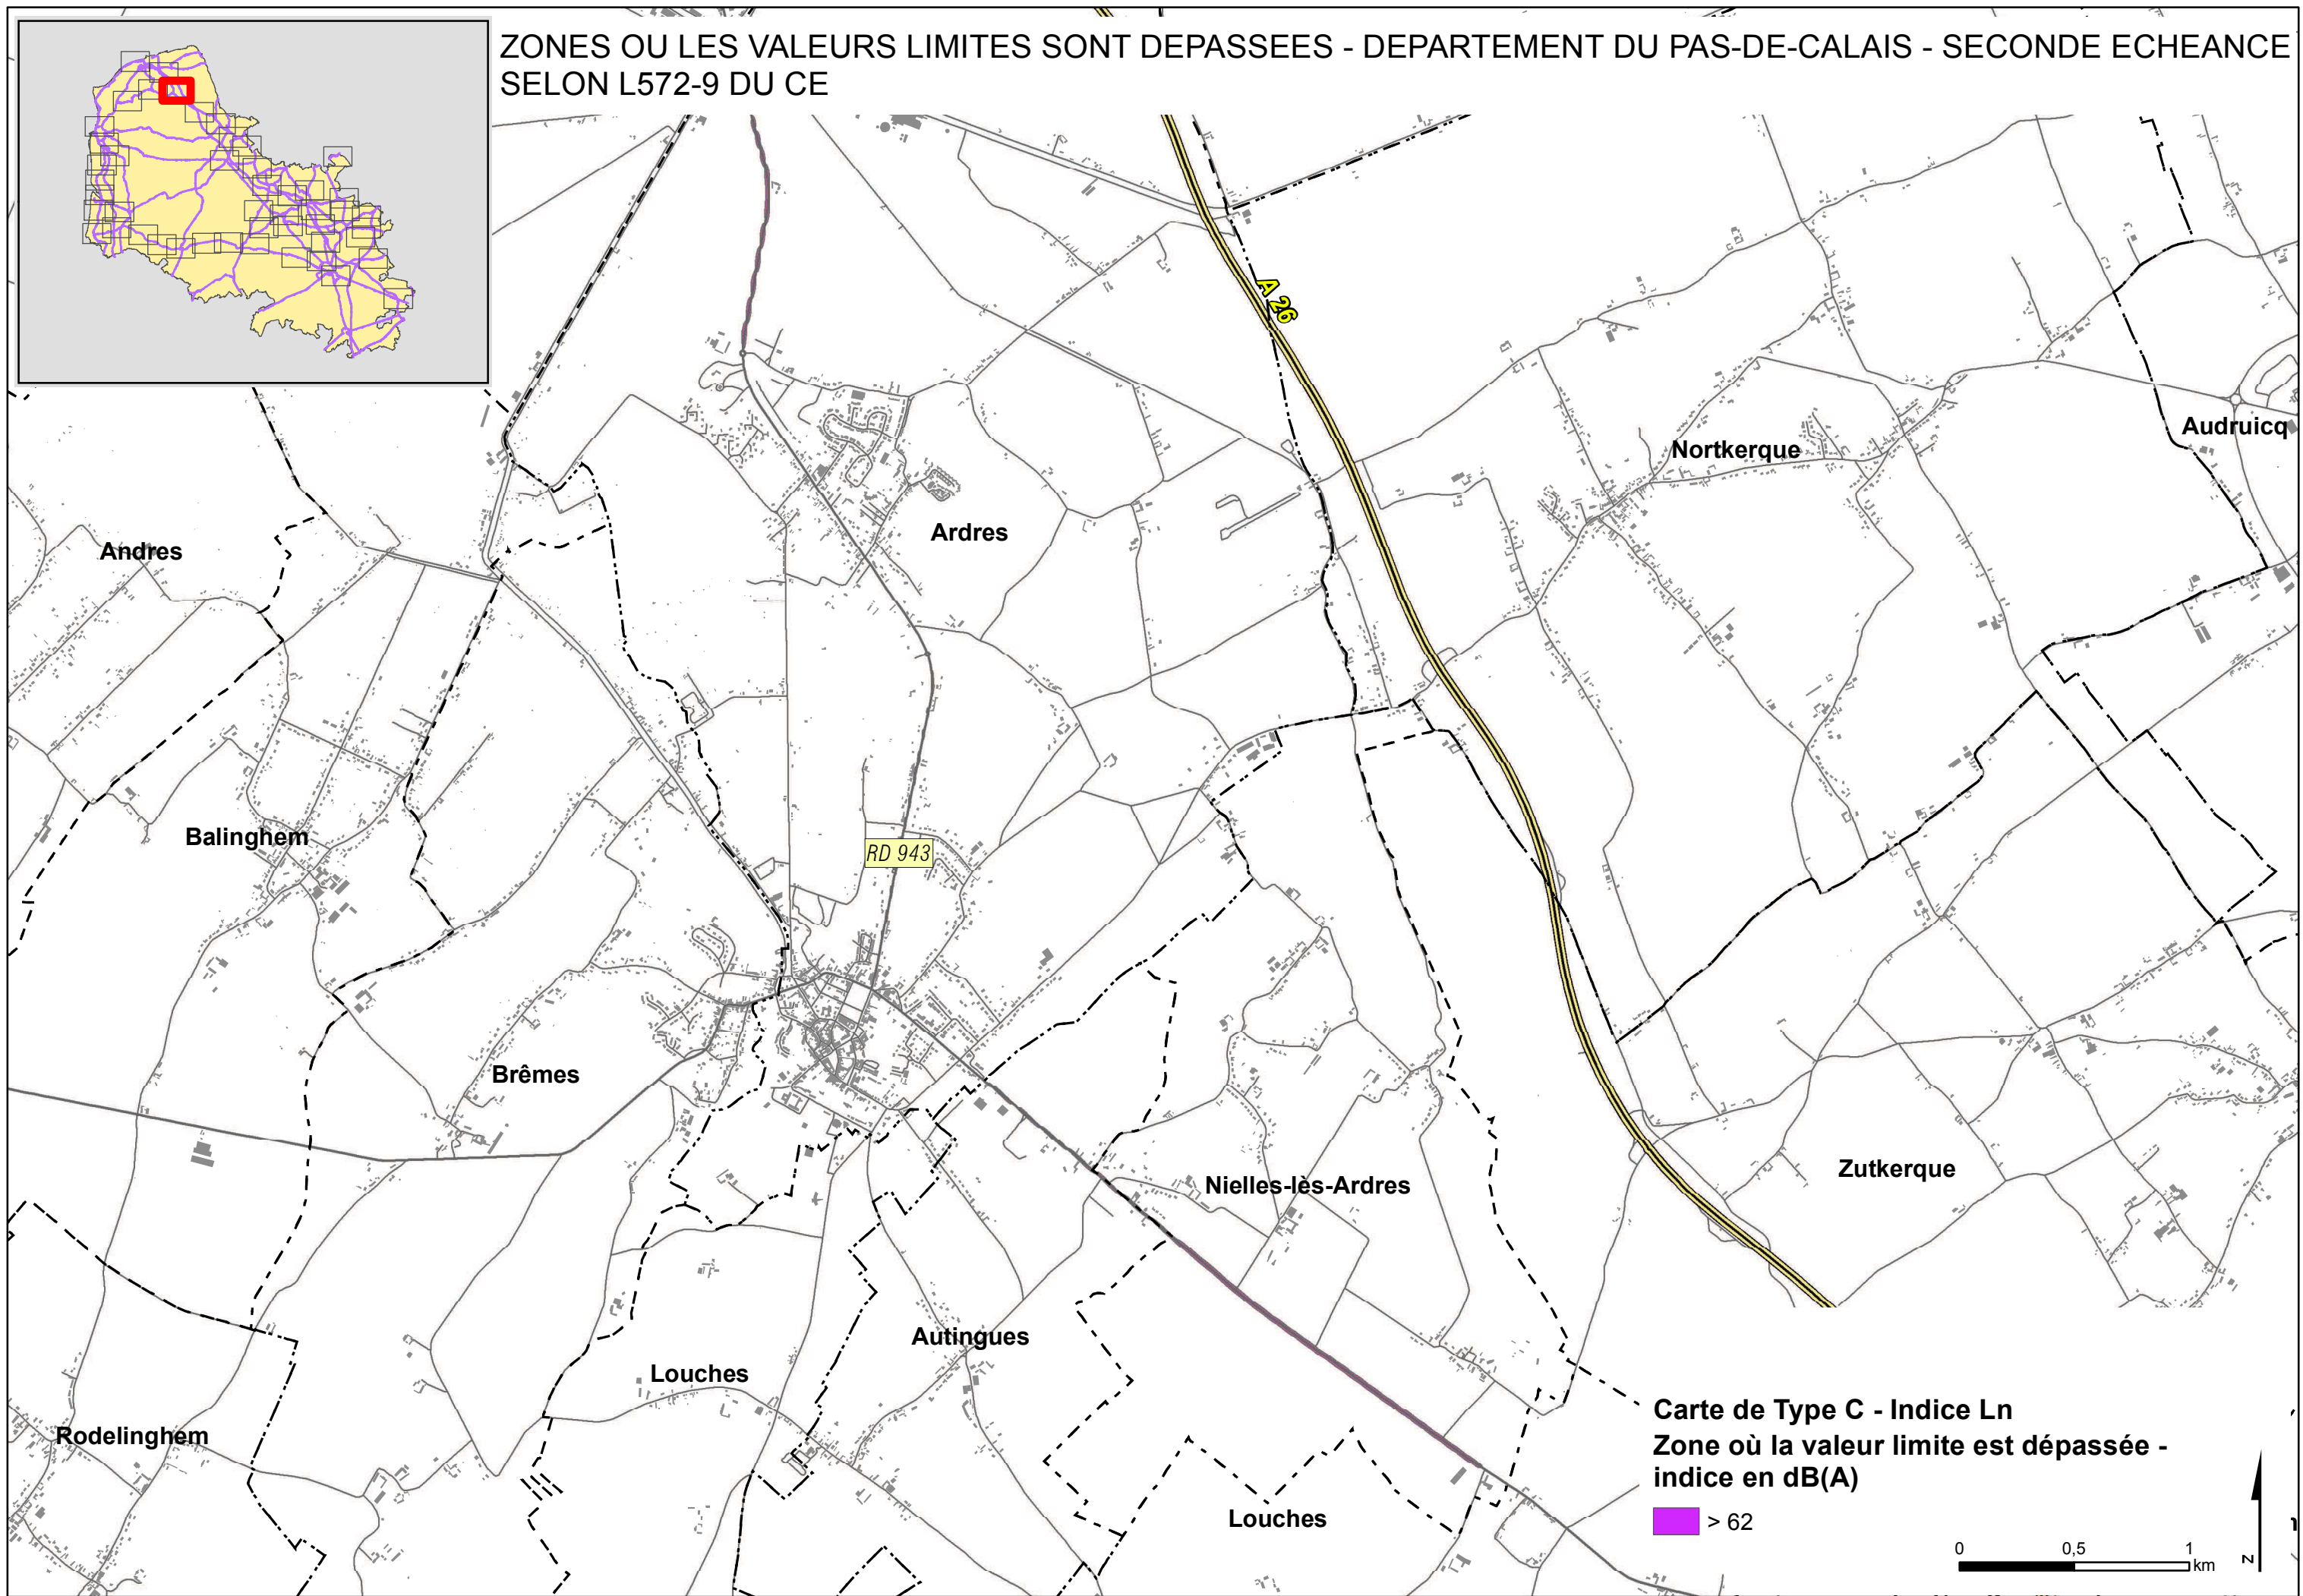 ZONES OU LES VALEURS LIMITES SONT DEPASSEES - DEPARTEMENT DU PAS-DE-CALAIS - SECONDE ECHEANCE
SELON L572-9 DU CE
A 26
Audruicq
Nortkerque
Ardres
Andres
Balinghem
RD 943
Brêmes
Zutkerque
Nielles-lès-Ardres
Autingues
Louches
Rodelinghem
Louches
Carte de Type C - Indice Ln
Zone où la valeur limite est dépassée -
indice en dB(A)
> 62
0 0,5 1
km
N